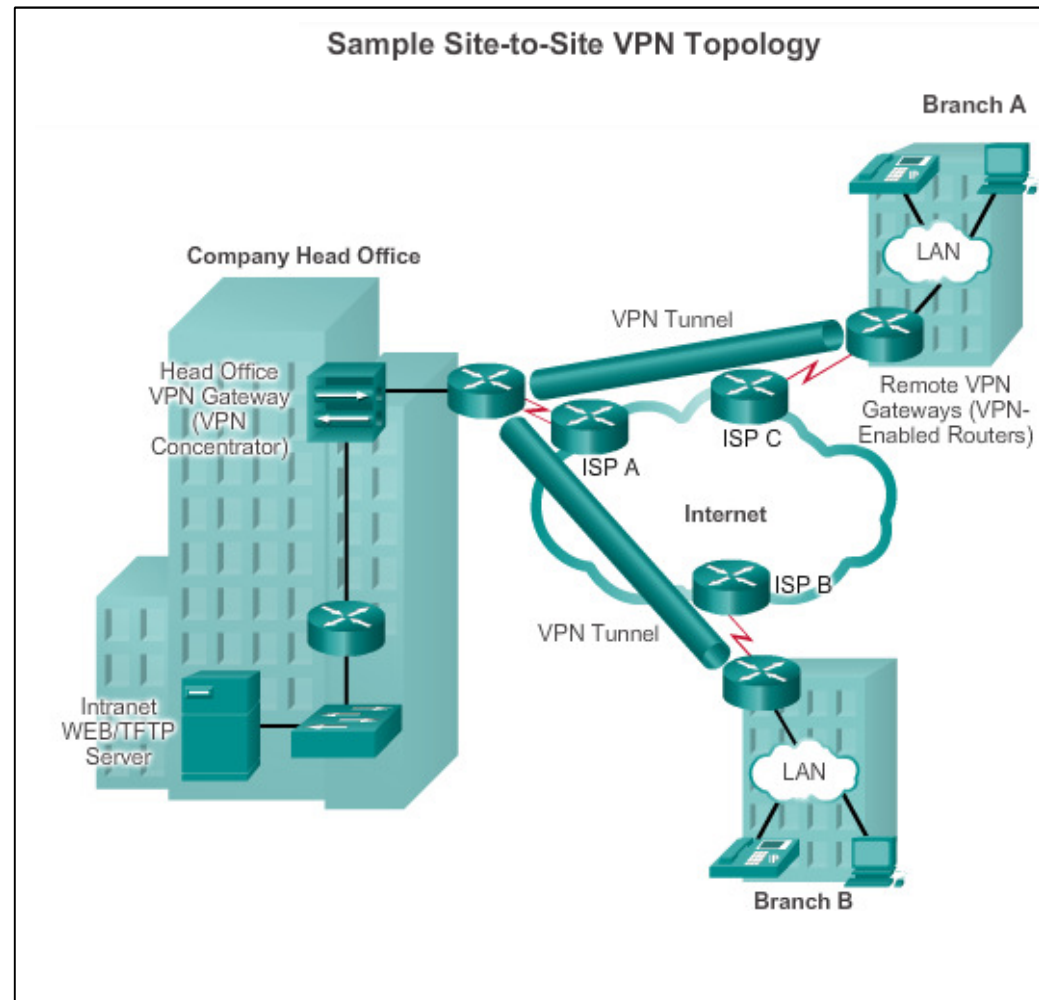 Sample Site-to-Site VPN Topology
Branch A
LAN
Company Head Office
VPN Tunnel
Head Office
VPN Gateway
(VPN
Concentrator)
Remote VPN
Gateways (VPN-
Enabled Routers)
ISP C
ISP A
Internet
ISP B
VPN Tunnel
Intranet
WEB/TFTP
Server
LAN
Branch B